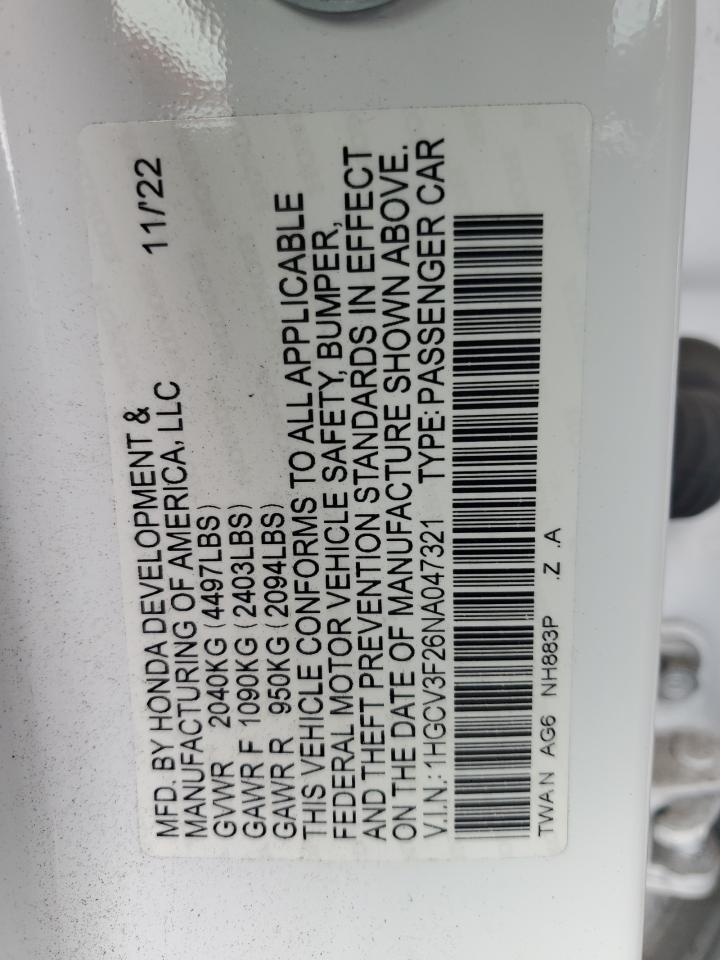 MFD. BY HONDA DEVELOPMENT & 11/'22
MANUFACTURING OF AMERICA, LLC
GVWR 2040KG (4497LBS)
GAWR F 1090KG (2403LBS)
GAWR R 950KG (2094LBS)
THIS VEHICLE CONFORMS TO ALL APPLICABLE
FEDERAL MOTOR VEHICLE SAFETY, BUMPER,
AND THEFT PREVENTION STANDARDS IN EFFECT
ON THE DATE OF MANUFACTURE SHOWN ABOVE.
V.I.N.: 1HGCV3F26NA047321 TYPE: PASSENGER CAR
TWAN AG6 NH883P .Z .A